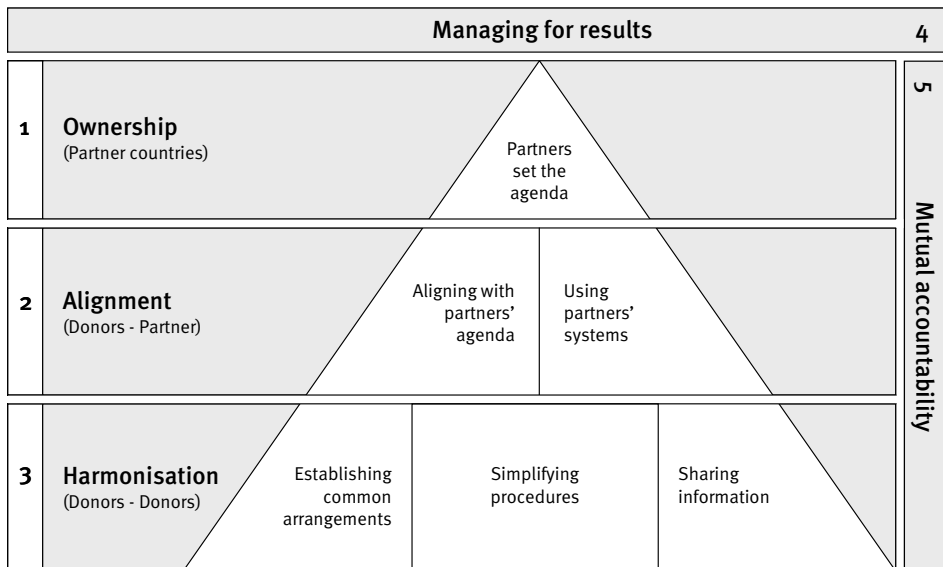 Managing for results 4
5 Mutual accountability
1 Ownership
(Partner countries)
Partners
set the
agenda
2 Alignment
(Donors - Partner)
Aligning with
partners’
agenda
Using
partners’
systems
3 Harmonisation
(Donors - Donors)
Establishing
common
arrangements
Simplifying
procedures
Sharing
information